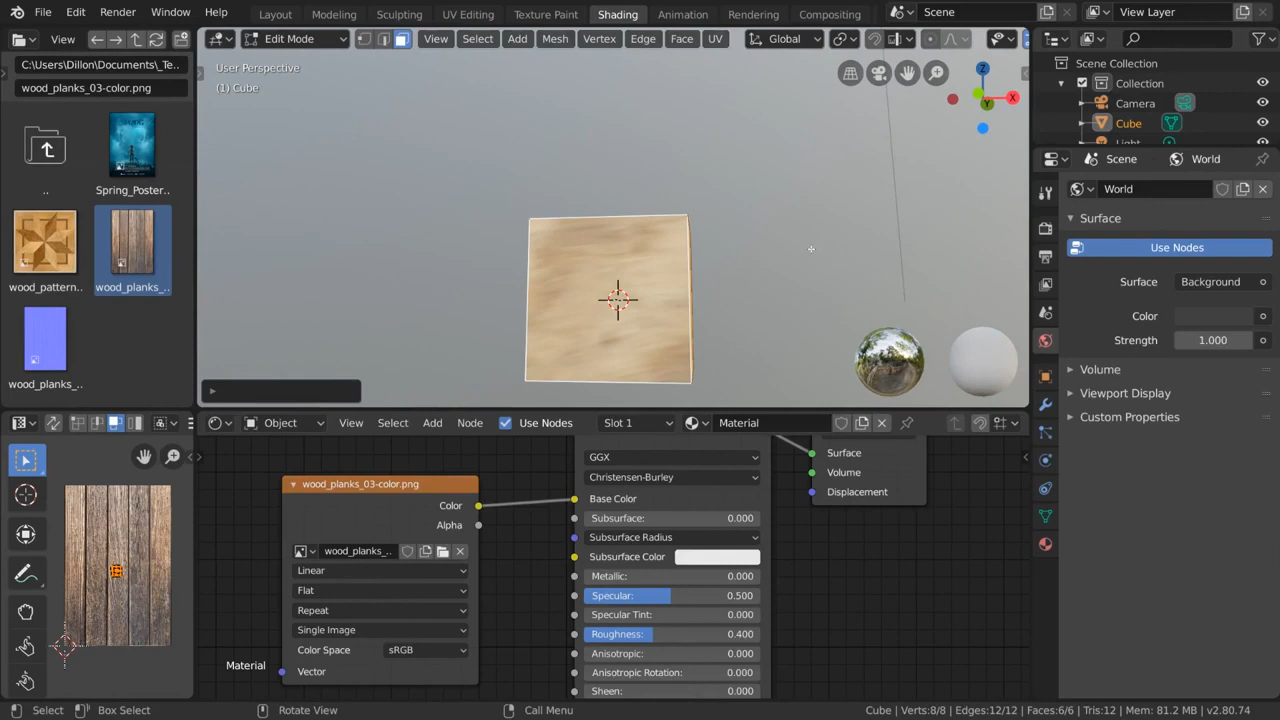 File Edit Render Window Help Layout Modeling Sculpting UV Editing Texture Paint Shading Animation Rendering Compositing Scene View Layer
View
C:\Users\Dillon\Documents\_Te..
wood_planks_03-color.png
..
Spring_Poster..
wood_pattern..
wood_planks_..
wood_planks_..
Edit Mode View Select Add Mesh Vertex Edge Face UV Global
User Perspective
(1) Cube
Z
X
Y
Object View Select Add Node Use Nodes Slot 1 Material
wood_planks_03-color.png
Color
Alpha
wood_planks_..
Linear
Flat
Repeat
Single Image
Color Space sRGB
Vector
Material
GGX
Christensen-Burley
Base Color
Subsurface: 0.000
Subsurface Radius
Subsurface Color
Metallic: 0.000
Specular: 0.500
Specular Tint: 0.000
Roughness: 0.400
Anisotropic: 0.000
Anisotropic Rotation: 0.000
Sheen: 0.000
Surface
Volume
Displacement
Scene Collection
Collection
Camera
Cube
Light
Scene World
World
Surface
Use Nodes
Surface: Background
Color:
Strength: 1.000
Volume
Viewport Display
Custom Properties
Select Box Select Rotate View Call Menu Cube | Verts:8/8 | Edges:12/12 | Faces:6/6 | Tris:12 | Mem: 81.2 MB | v2.80.74